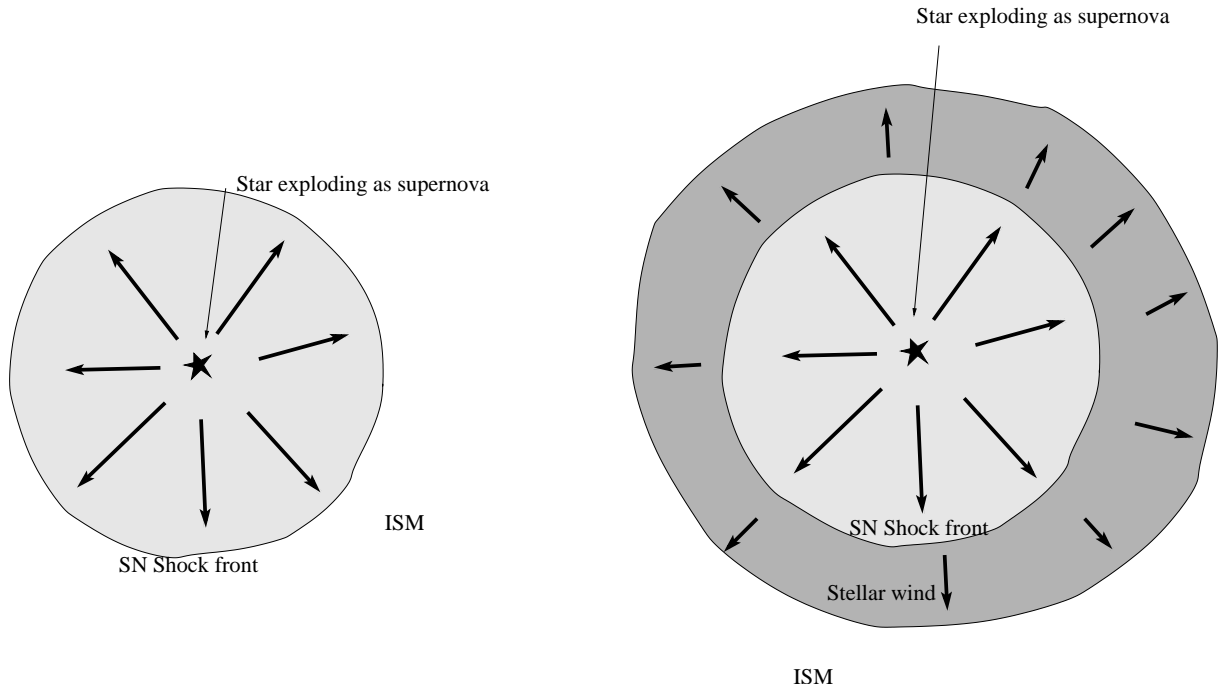 Star exploding as supernova
SN Shock front
ISM
Star exploding as supernova
SN Shock front
Stellar wind
ISM